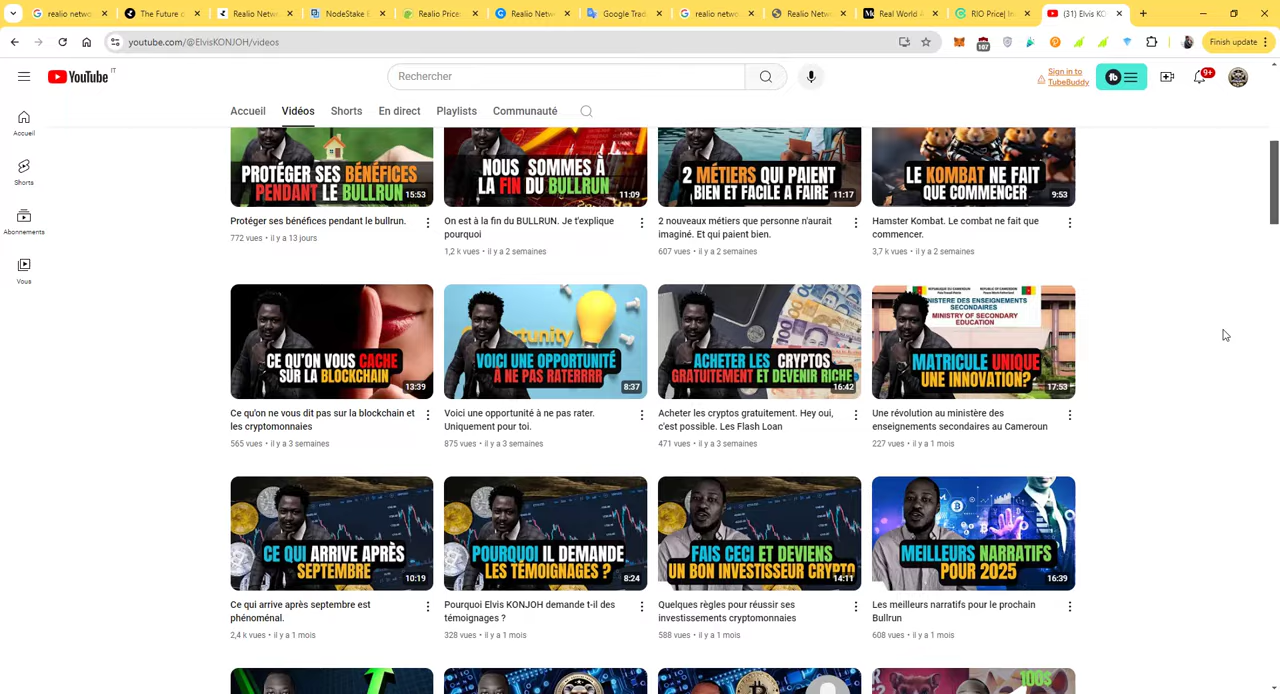 realio netwo
The Future o
Realio Netw
NodeStake E
Realio Price
Realio Netw
Google Trad
realio netwo
Realio Netw
Real World A
RIO Price| In
(31) Elvis KO
youtube.com/@ElvisKONJOH/videos
107
Finish update
YouTube IT
Rechercher
Sign in to
TubeBuddy
9+
Accueil Vidéos Shorts En direct Playlists Communauté
Accueil
Shorts
Abonnements
Vous
PROTÉGER SES BÉNÉFICES
PENDANT LE BULLRUN
15:53
NOUS SOMMES À
LA FIN DU BULLRUN
11:09
2 MÉTIERS QUI PAIENT
BIEN ET FACILE A FAIRE
11:17
LE KOMBAT NE FAIT
QUE COMMENCER
9:53
Protéger ses bénéfices pendant le bullrun.
772 vues • il y a 13 jours
On est à la fin du BULLRUN. Je t'explique
pourquoi
1,2 k vues • il y a 2 semaines
2 nouveaux métiers que personne n'aurait
imaginé. Et qui paient bien.
607 vues • il y a 2 semaines
Hamster Kombat. Le combat ne fait que
commencer.
3,7 k vues • il y a 2 semaines
CE QU'ON VOUS CACHE
SUR LA BLOCKCHAIN
13:39
VOICI UNE OPPORTUNITÉ
À NE PAS RATERRRR
8:37
ACHETER LES CRYPTOS
GRATUITEMENT ET DEVENIR RICHE
16:42
MINISTERE DES ENSEIGNEMENTS
SECONDAIRES
MINISTRY OF SECONDARY
EDUCATION
MATRICULE UNIQUE
UNE INNOVATION?
17:53
Ce qu'on ne vous dit pas sur la blockchain et
les cryptomonnaies
565 vues • il y a 3 semaines
Voici une opportunité à ne pas rater.
Uniquement pour toi.
875 vues • il y a 3 semaines
Acheter les cryptos gratuitement. Hey oui,
c'est possible. Les Flash Loan
471 vues • il y a 3 semaines
Une révolution au ministère des
enseignements secondaires au Cameroun
227 vues • il y a 1 mois
CE QUI ARRIVE APRÈS
SEPTEMBRE
10:19
POURQUOI IL DEMANDE
LES TÉMOIGNAGES ?
8:24
FAIS CECI ET DEVIENS
UN BON INVESTISSEUR CRYPTO
14:11
MEILLEURS NARRATIFS
POUR 2025
16:39
Ce qui arrive après septembre est
phénoménal.
2,4 k vues • il y a 1 mois
Pourquoi Elvis KONJOH demande t-il des
témoignages ?
328 vues • il y a 1 mois
Quelques règles pour réussir ses
investissements cryptomonnaies
588 vues • il y a 1 mois
Les meilleurs narratifs pour le prochain
Bullrun
608 vues • il y a 1 mois
100$